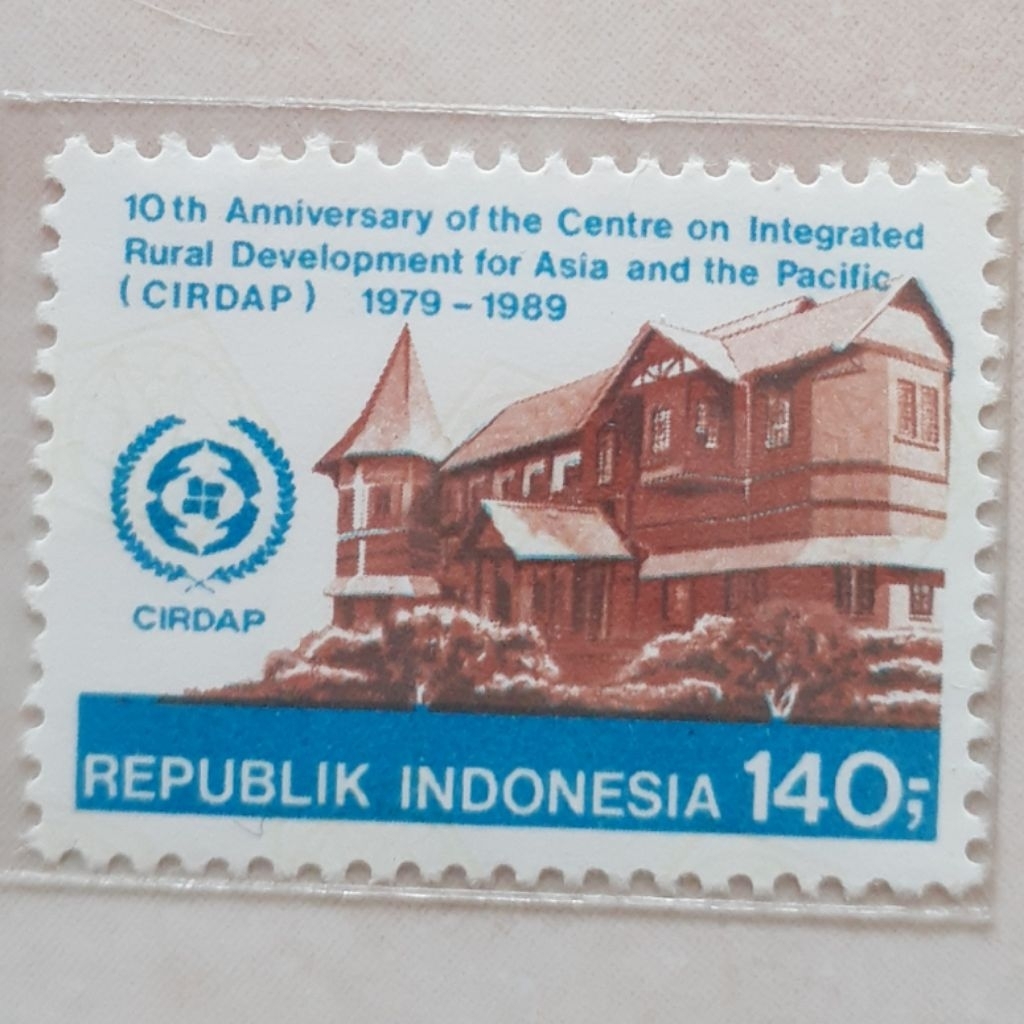 10th Anniversary of the Centre on Integrated
Rural Development for Asia and the Pacific
(CIRDAP) 1979 - 1989
CIRDAP
REPUBLIK INDONESIA 140;-